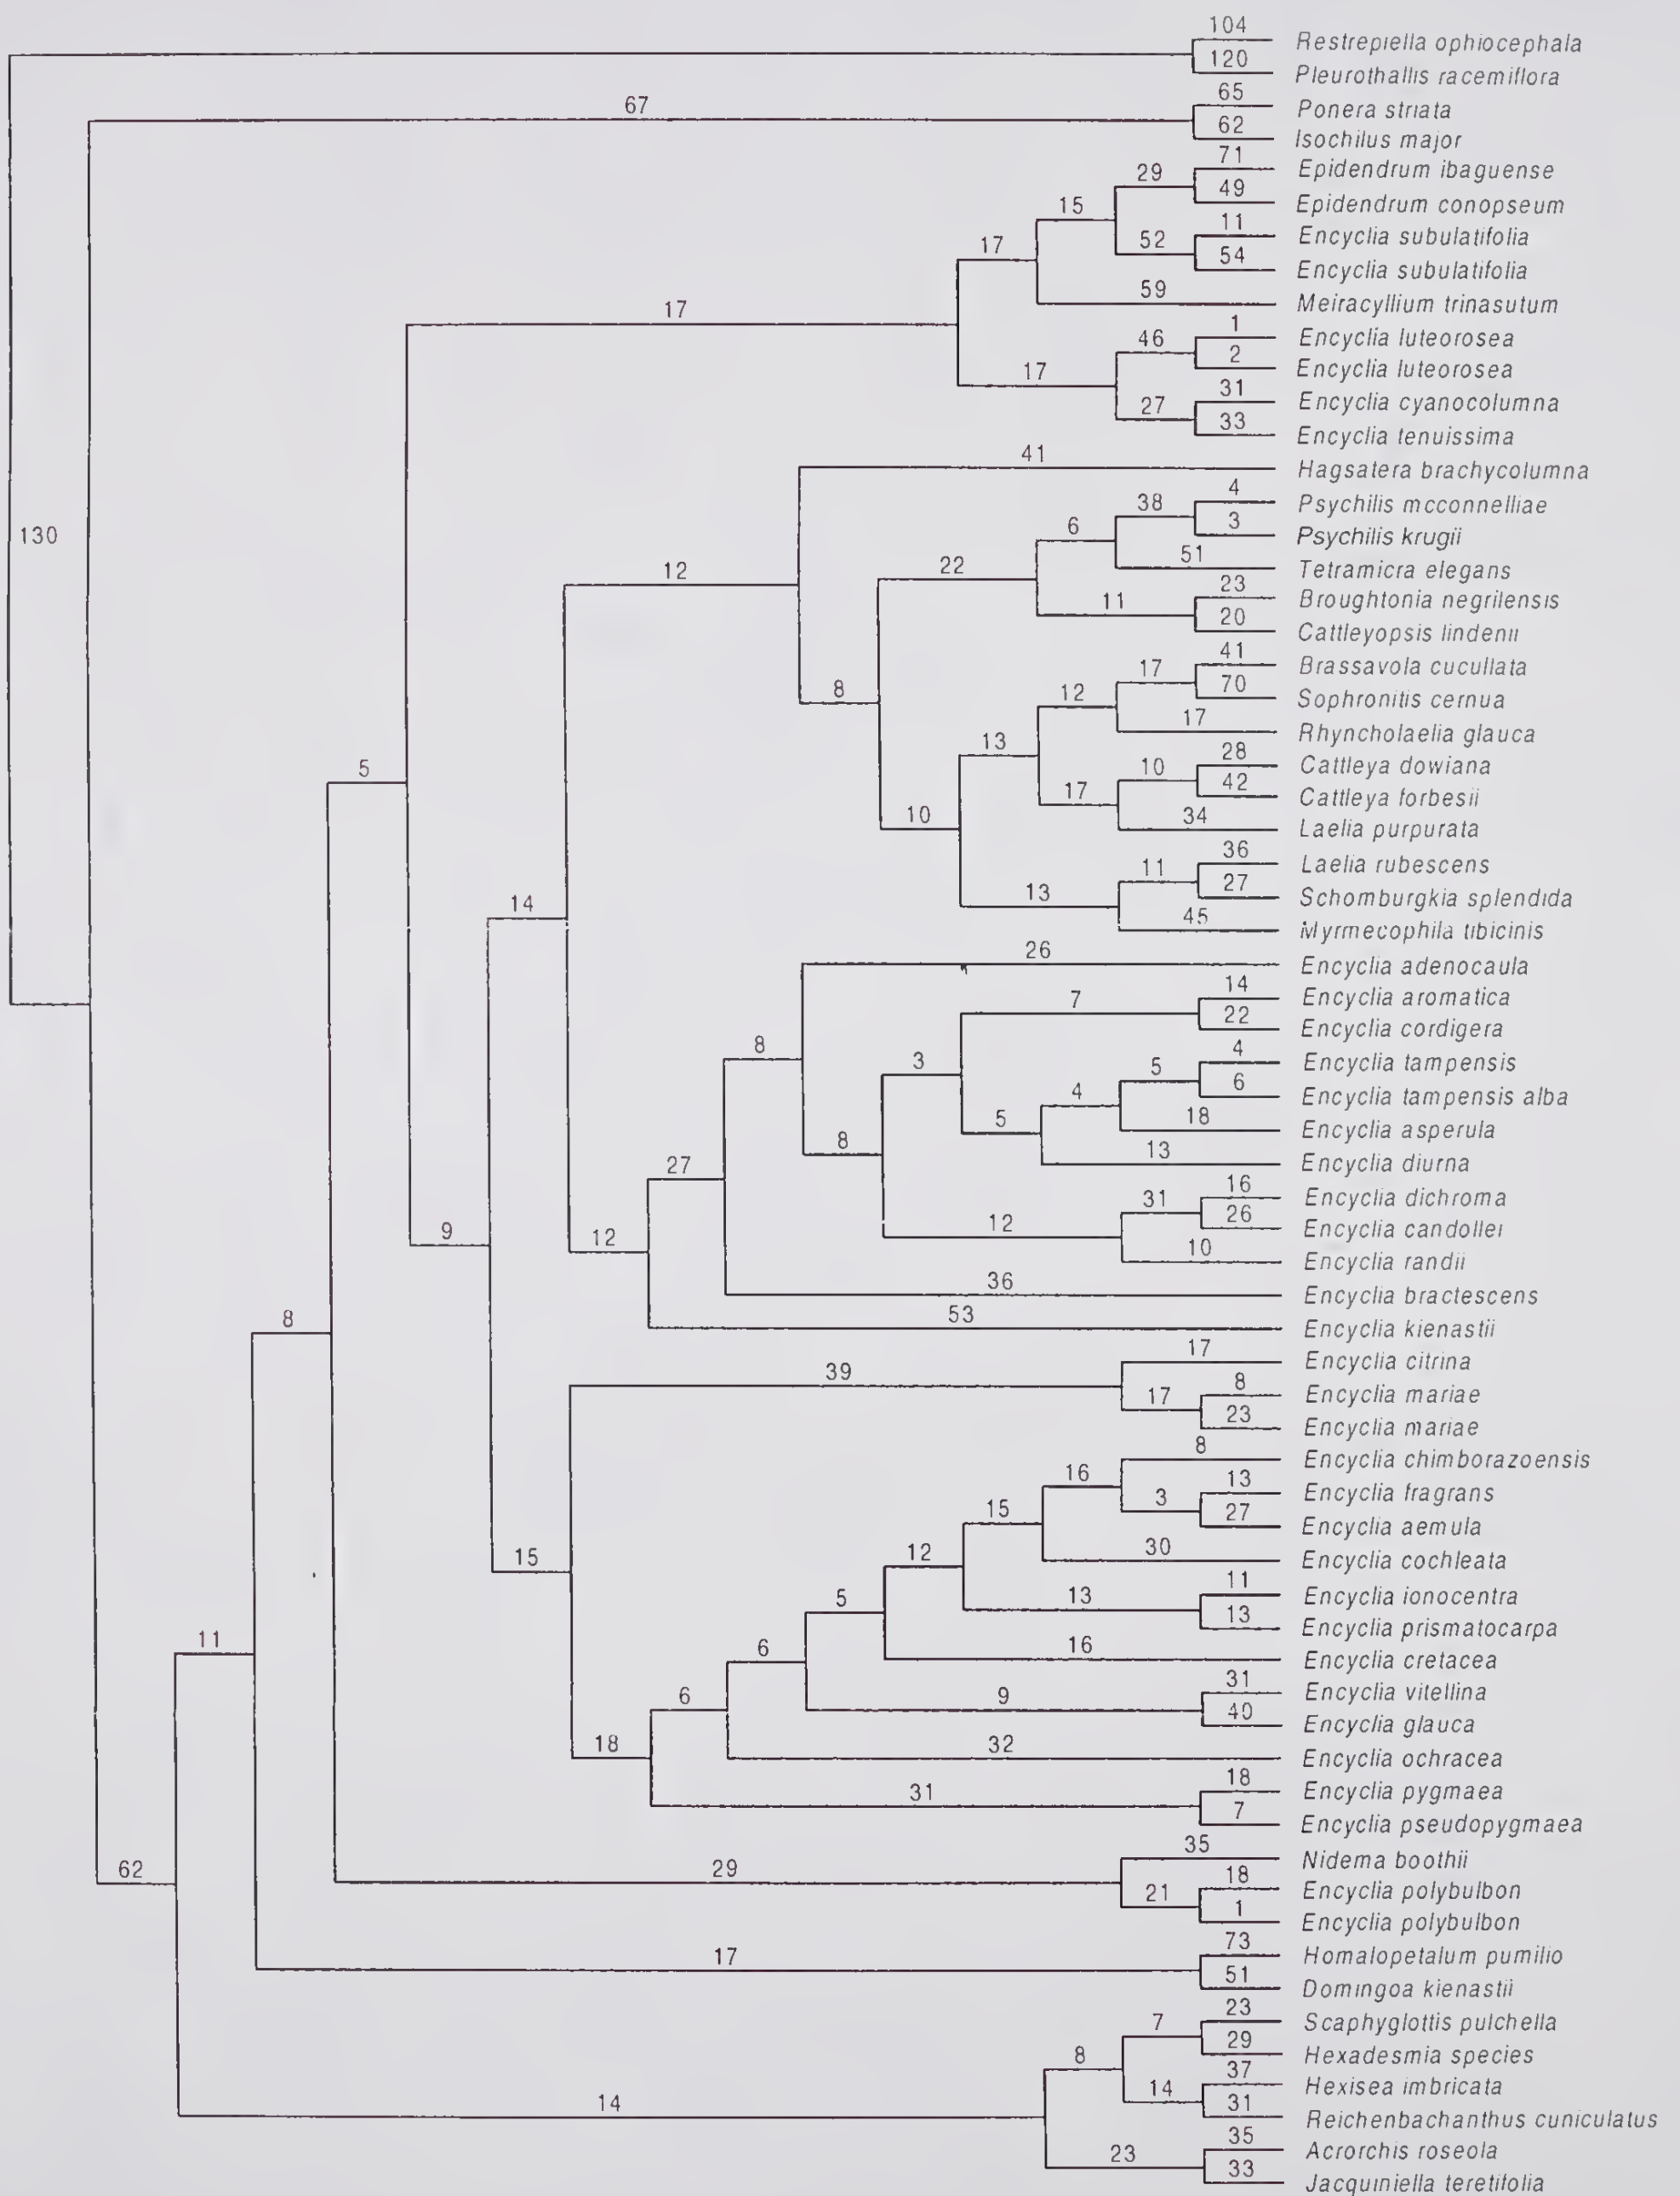 104
Restrepiella ophiocephala
120
Pleurothallis racemiflora
65
Ponera striata
67
62
Isochilus major
71
Epidendrum ibaguense
29
49
Epidendrum conopseum
15
11
Encyclia subulatifolia
17
52
54
Encyclia subulatifolia
59
Meiracyllium trinasutum
17
1
Encyclia luteorosea
46
2
Encyclia luteorosea
17
31
Encyclia cyanocolumna
27
33
Encyclia tenuissima
41
Hagsatera brachycolumna
4
Psychilis mcconnelliae
38
3
Psychilis krugii
130
6
51
Tetramicra elegans
12
22
23
Broughtonia negrilensis
11
20
Cattleyopsis lindenii
41
Brassavola cucullata
17
70
Sophronitis cernua
8
12
17
Rhyncholaelia glauca
13
28
Cattleya dowiana
5
10
42
Cattleya forbesii
17
10
34
Laelia purpurata
36
Laelia rubescens
11
27
Schomburgkia splendida
13
14
45
Myrmecophila tibicinis
26
Encyclia adenocaula
14
Encyclia aromatica
7
22
Encyclia cordigera
8
4
Encyclia tampensis
3
5
6
Encyclia tampensis alba
4
18
Encyclia asperula
5
8
13
Encyclia diurna
27
16
Encyclia dichroma
31
26
Encyclia candollei
12
9
12
10
Encyclia randii
36
Encyclia bractescens
8
53
Encyclia kienastii
17
Encyclia citrina
39
8
Encyclia mariae
17
23
Encyclia mariae
8
Encyclia chimborazoensis
16
13
Encyclia fragrans
3
15
27
Encyclia aemula
12
15
30
Encyclia cochleata
11
Encyclia ionocentra
5
13
13
Encyclia prismatocarpa
11
6
16
Encyclia cretacea
31
Encyclia vitellina
6
9
40
Encyclia glauca
18
32
Encyclia ochracea
18
Encyclia pygmaea
31
7
Encyclia pseudopygmaea
35
Nidema boothii
62
29
18
Encyclia polybulbon
21
1
Encyclia polybulbon
73
Homalopetalum pumilio
17
51
Domingoa kienastii
23
Scaphyglottis pulchella
7
29
Hexadesmia species
8
37
Hexisea imbricata
14
14
31
Reichenbachanthus cuniculatus
35
Acrorchis roseola
23
33
Jacquiniella teretifolia